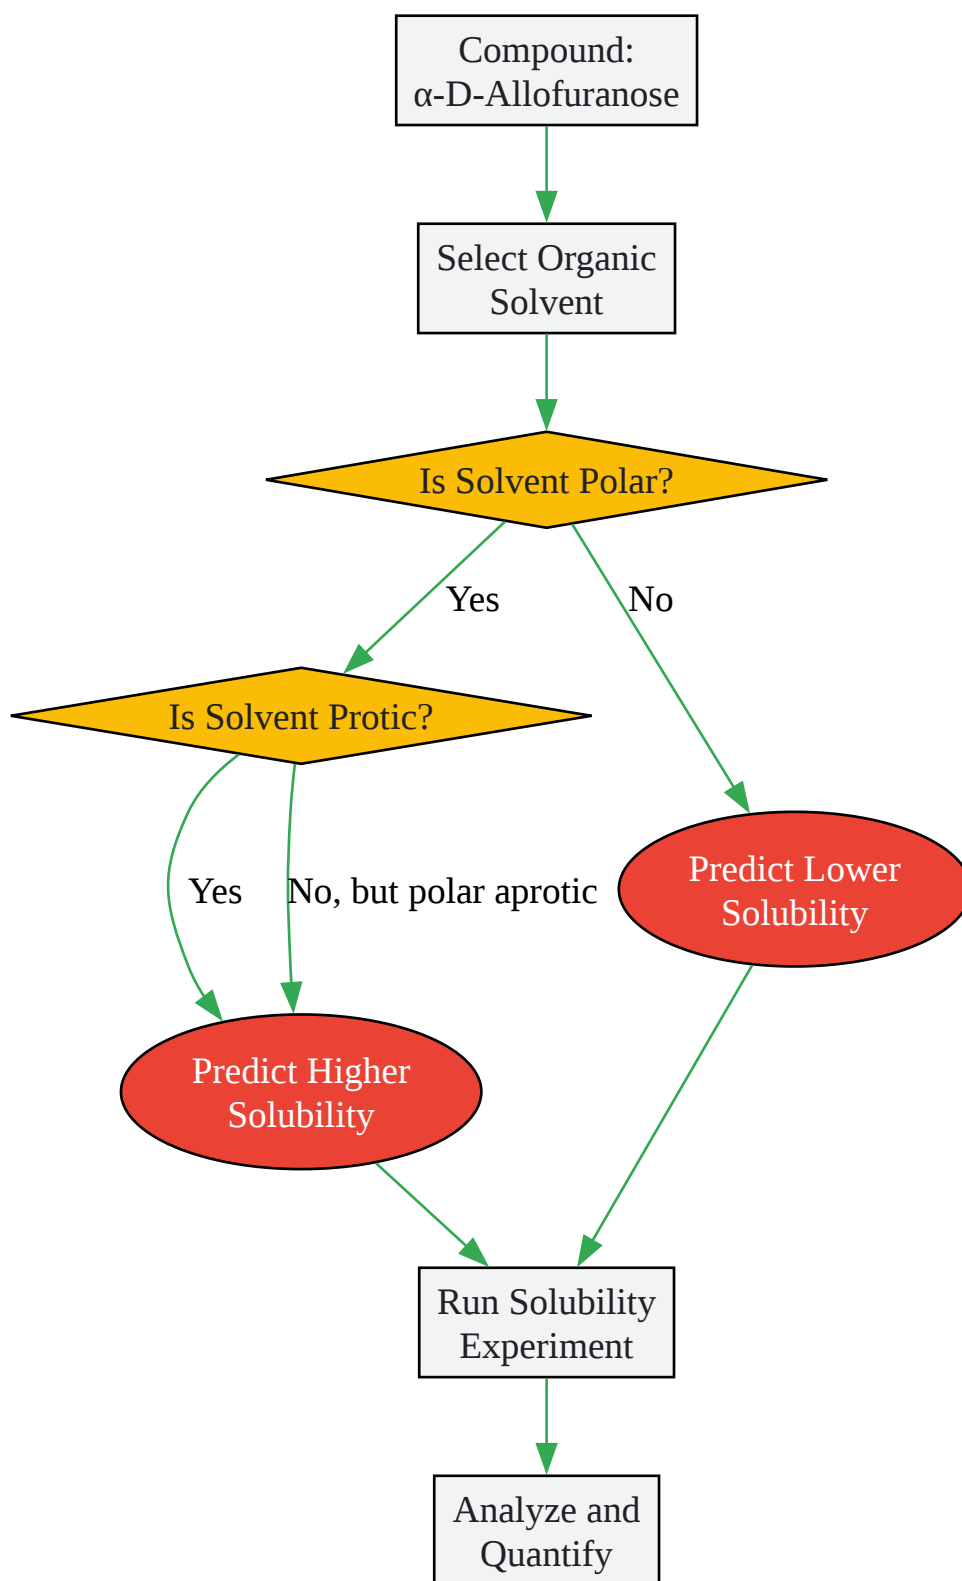 Compound:
α-D-Allofuranose
Select Organic
Solvent
Is Solvent Polar?
Yes
No
Is Solvent Protic?
Yes
No, but polar aprotic
Predict Lower
Solubility
Predict Higher
Solubility
Run Solubility
Experiment
Analyze and
Quantify